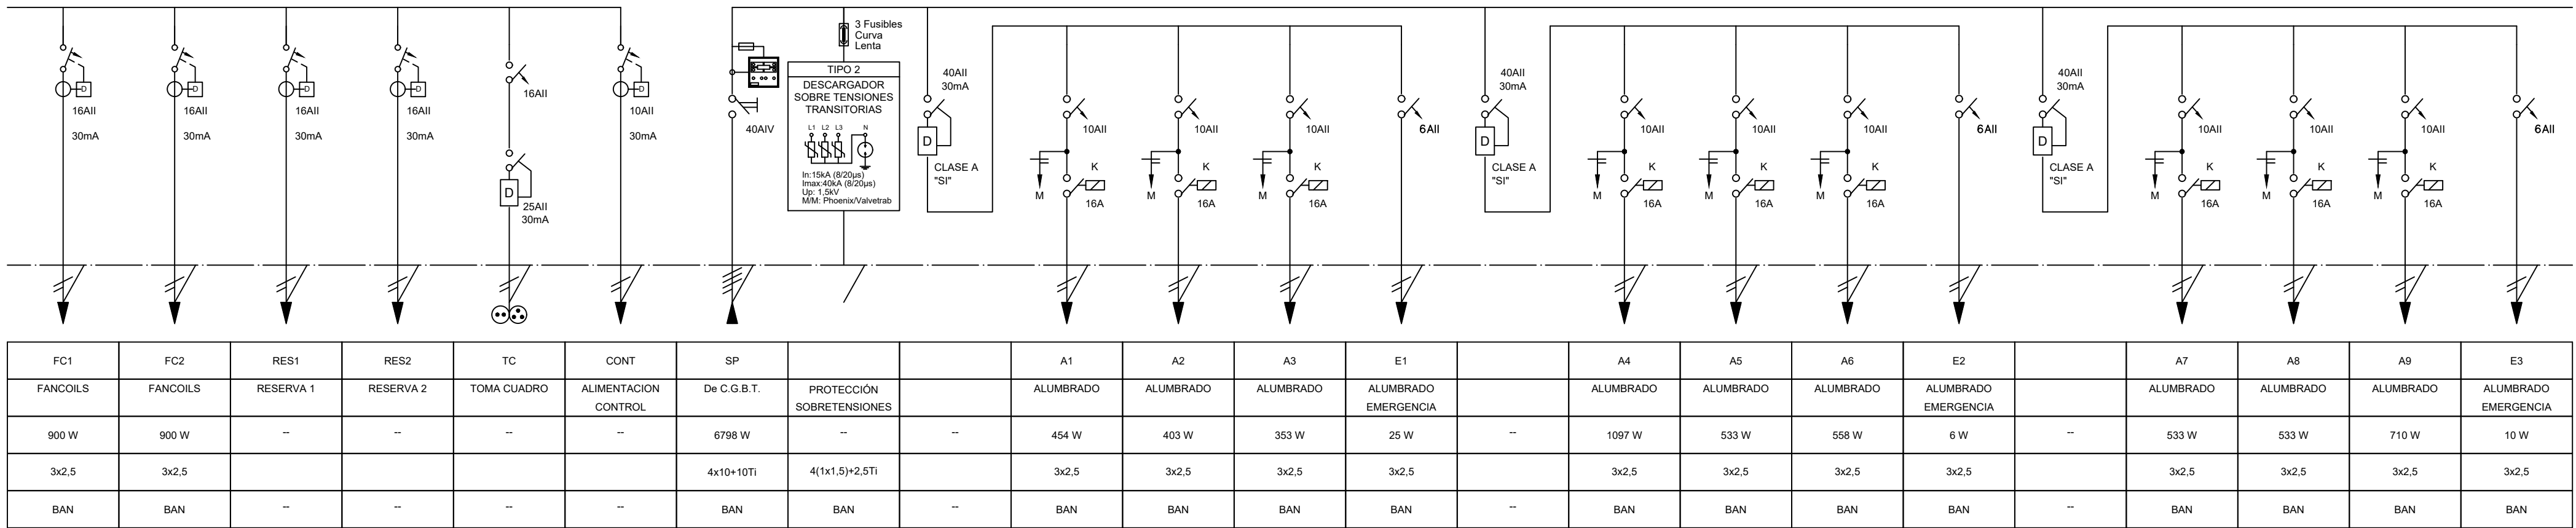 3 Fusibles
Curva
Lenta
16AII
30mA
D
16AII
30mA
D
16AII
30mA
D
16AII
30mA
D
16AII
D
25AII
30mA
D
10AII
30mA
40AIV
TIPO 2
DESCARGADOR
SOBRE TENSIONES
TRANSITORIAS
L1 L2 L3 N
In:15kA (8/20µs)
Imax:40kA (8/20µs)
Up: 1,5kV
M/M: Phoenix/Valvetrab
40AII
30mA
D
CLASE A
"SI"
10AII
K
M
16A
10AII
K
M
16A
10AII
K
M
16A
6AII
40AII
30mA
D
CLASE A
"SI"
10AII
K
M
16A
10AII
K
M
16A
10AII
K
M
16A
6AII
40AII
30mA
D
CLASE A
"SI"
10AII
K
M
16A
10AII
K
M
16A
10AII
K
M
16A
6AII
FC1 FC2 RES1 RES2 TC CONT SP A1 A2 A3 E1 A4 A5 A6 E2 A7 A8 A9 E3
FANCOILS FANCOILS RESERVA 1 RESERVA 2 TOMA CUADRO ALIMENTACION De C.G.B.T. PROTECCIÓN ALUMBRADO ALUMBRADO ALUMBRADO ALUMBRADO ALUMBRADO ALUMBRADO ALUMBRADO ALUMBRADO ALUMBRADO ALUMBRADO ALUMBRADO ALUMBRADO
CONTROL SOBRETENSIONES EMERGENCIA EMERGENCIA EMERGENCIA
900 W 900 W -- -- -- -- 6798 W -- -- 454 W 403 W 353 W 25 W -- 1097 W 533 W 558 W 6 W -- 533 W 533 W 710 W 10 W
3x2,5 3x2,5 4x10+10Ti 4(1x1,5)+2,5Ti 3x2,5 3x2,5 3x2,5 3x2,5 3x2,5 3x2,5 3x2,5 3x2,5 3x2,5 3x2,5 3x2,5 3x2,5
BAN BAN -- -- -- -- BAN BAN -- BAN BAN BAN BAN -- BAN BAN BAN BAN -- BAN BAN BAN BAN